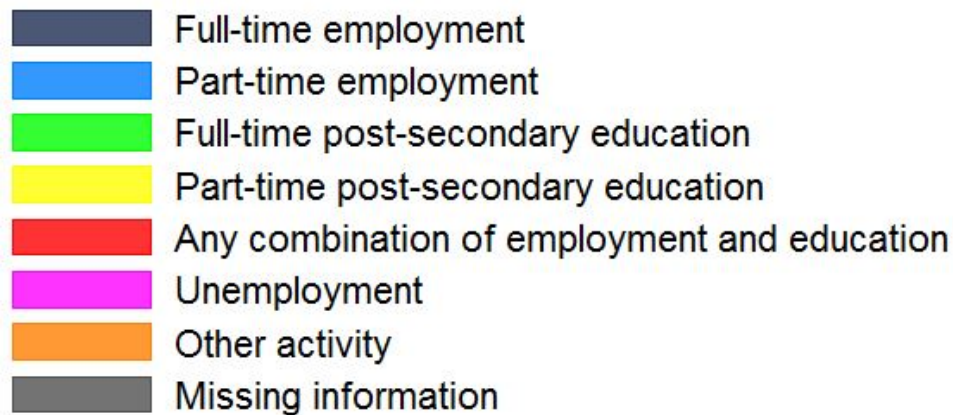 Full-time employment
Part-time employment
Full-time post-secondary education
Part-time post-secondary education
Any combination of employment and education
Unemployment
Other activity
Missing information